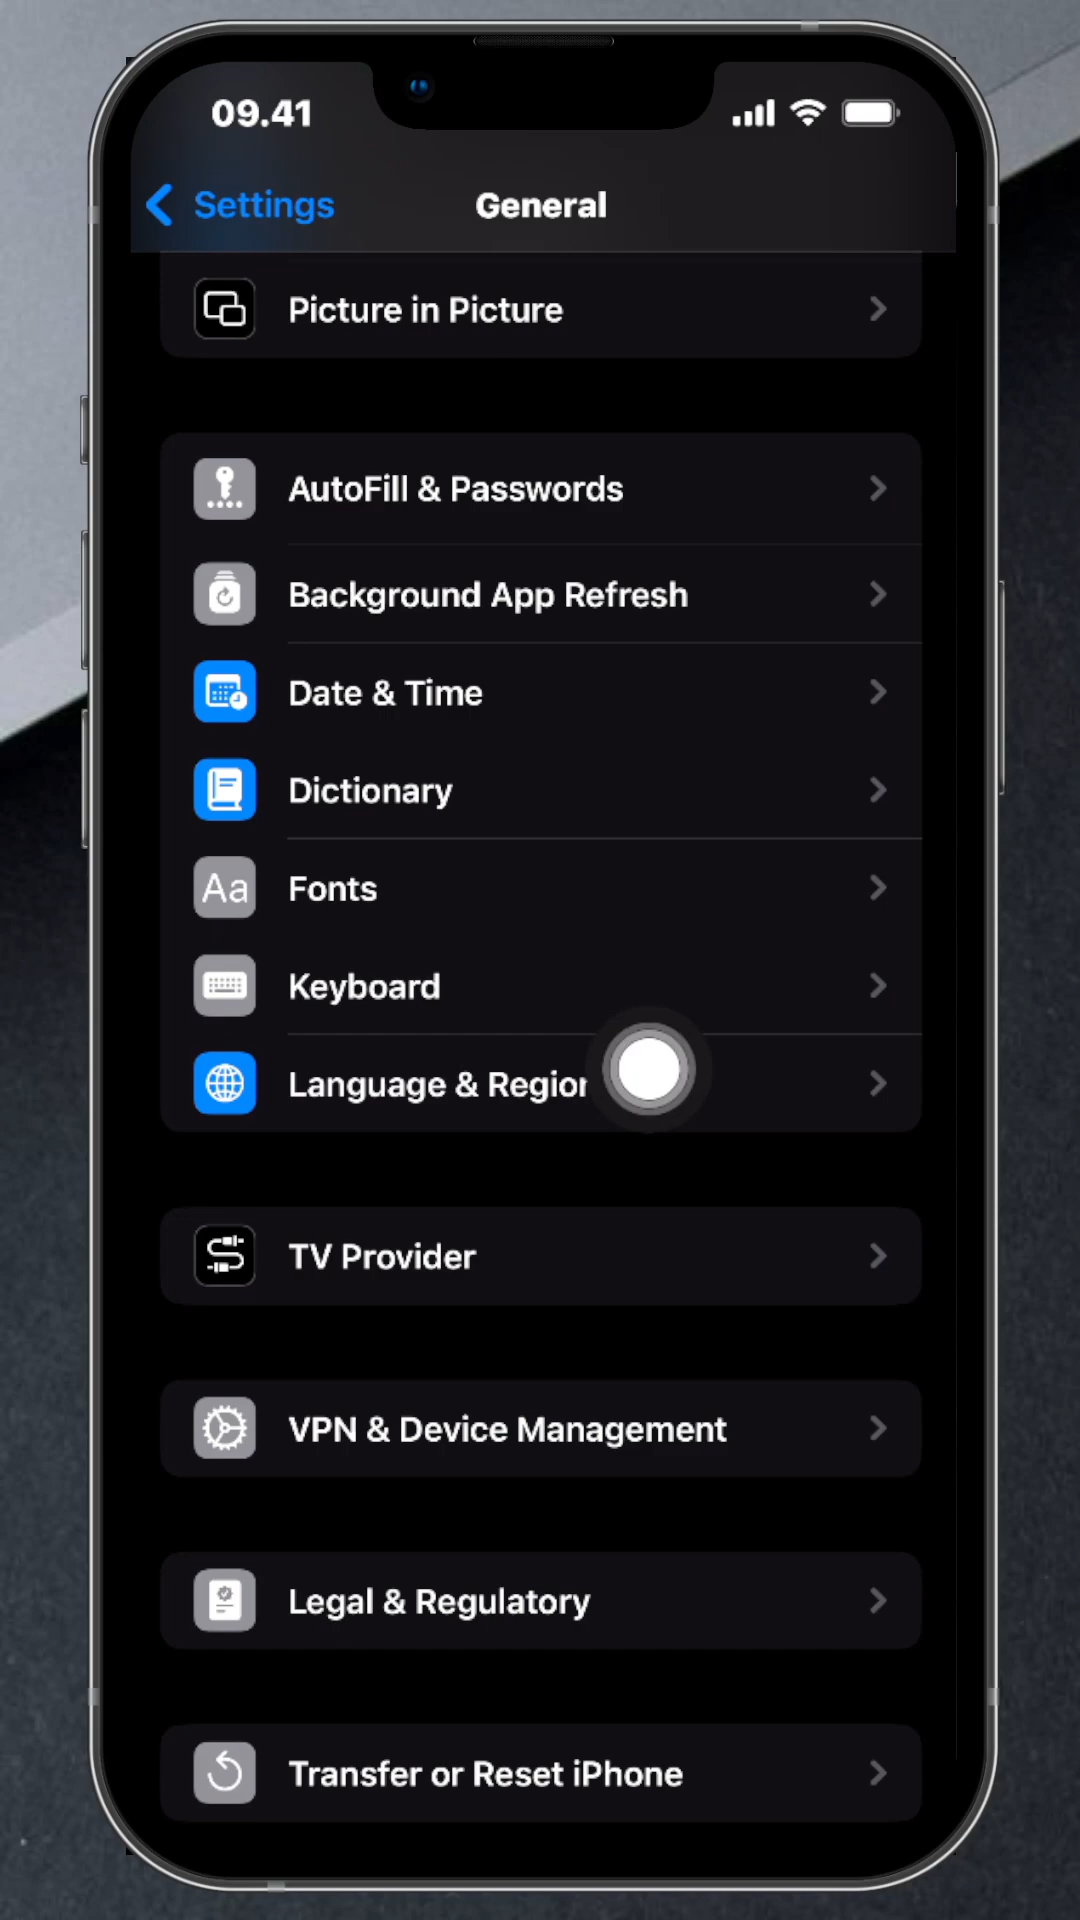 09.41
Settings
General
Picture in Picture
AutoFill & Passwords
Background App Refresh
Date & Time
Dictionary
Aa Fonts
Keyboard
Language & Region
TV Provider
VPN & Device Management
Legal & Regulatory
Transfer or Reset iPhone